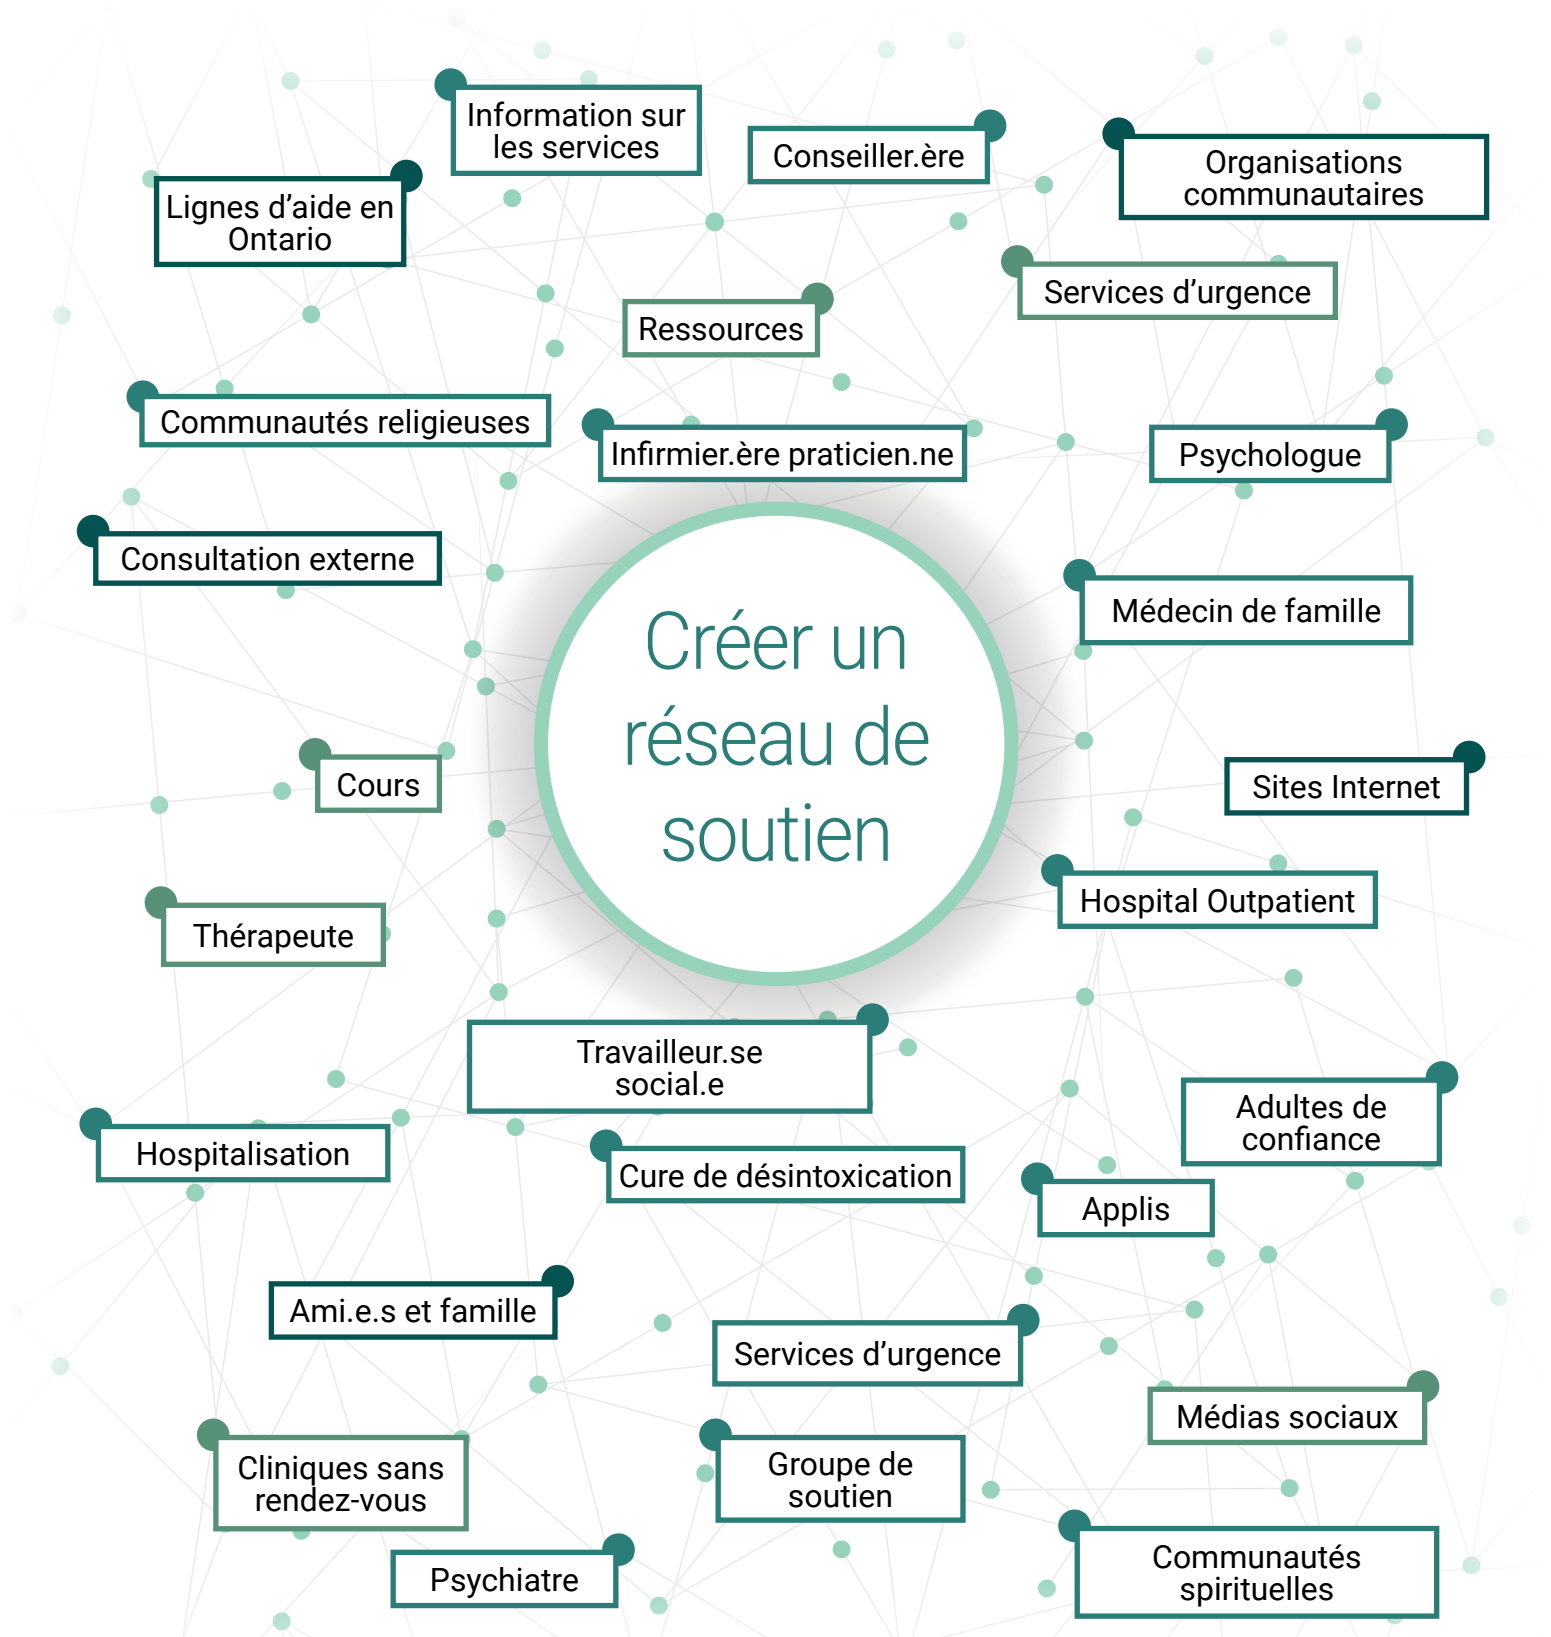 Information sur
les services
Conseiller.ère
Organisations
communautaires
Lignes d’aide en
Ontario
Services d’urgence
Ressources
Communautés religieuses
Infirmier.ère praticien.ne
Psychologue
Consultation externe
Médecin de famille
Créer un
réseau de
soutien
Cours
Sites Internet
Hospital Outpatient
Thérapeute
Travailleur.se
social.e
Adultes de
confiance
Hospitalisation
Cure de désintoxication
Applis
Ami.e.s et famille
Services d’urgence
Médias sociaux
Cliniques sans
rendez-vous
Groupe de
soutien
Psychiatre
Communautés
spirituelles